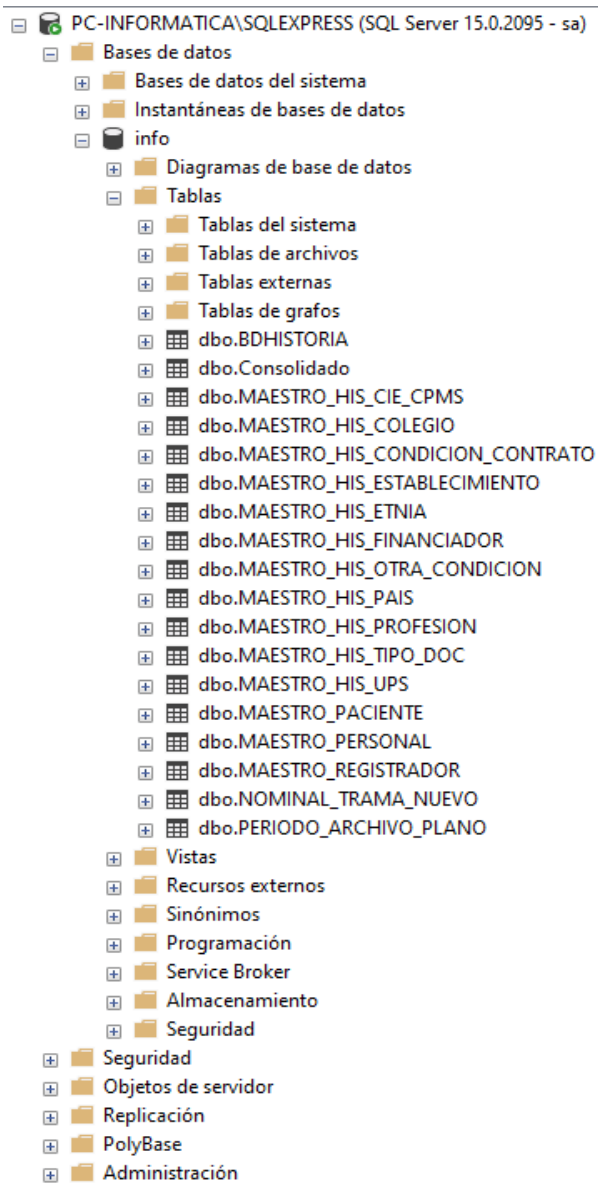 PC-INFORMATICA\SQLEXPRESS (SQL Server 15.0.2095 - sa)
Bases de datos
Bases de datos del sistema
Instantáneas de bases de datos
info
Diagramas de base de datos
Tablas
Tablas del sistema
Tablas de archivos
Tablas externas
Tablas de grafos
dbo.BDHISTORIA
dbo.Consolidado
dbo.MAESTRO_HIS_CIE_CPMS
dbo.MAESTRO_HIS_COLEGIO
dbo.MAESTRO_HIS_CONDICION_CONTRATO
dbo.MAESTRO_HIS_ESTABLECIMIENTO
dbo.MAESTRO_HIS_ETNIA
dbo.MAESTRO_HIS_FINANCIADOR
dbo.MAESTRO_HIS_OTRA_CONDICION
dbo.MAESTRO_HIS_PAIS
dbo.MAESTRO_HIS_PROFESION
dbo.MAESTRO_HIS_TIPO_DOC
dbo.MAESTRO_HIS_UPS
dbo.MAESTRO_PACIENTE
dbo.MAESTRO_PERSONAL
dbo.MAESTRO_REGISTRADOR
dbo.NOMINAL_TRAMA_NUEVO
dbo.PERIODO_ARCHIVO_PLANO
Vistas
Recursos externos
Sinónimos
Programación
Service Broker
Almacenamiento
Seguridad
Seguridad
Objetos de servidor
Replicación
PolyBase
Administración